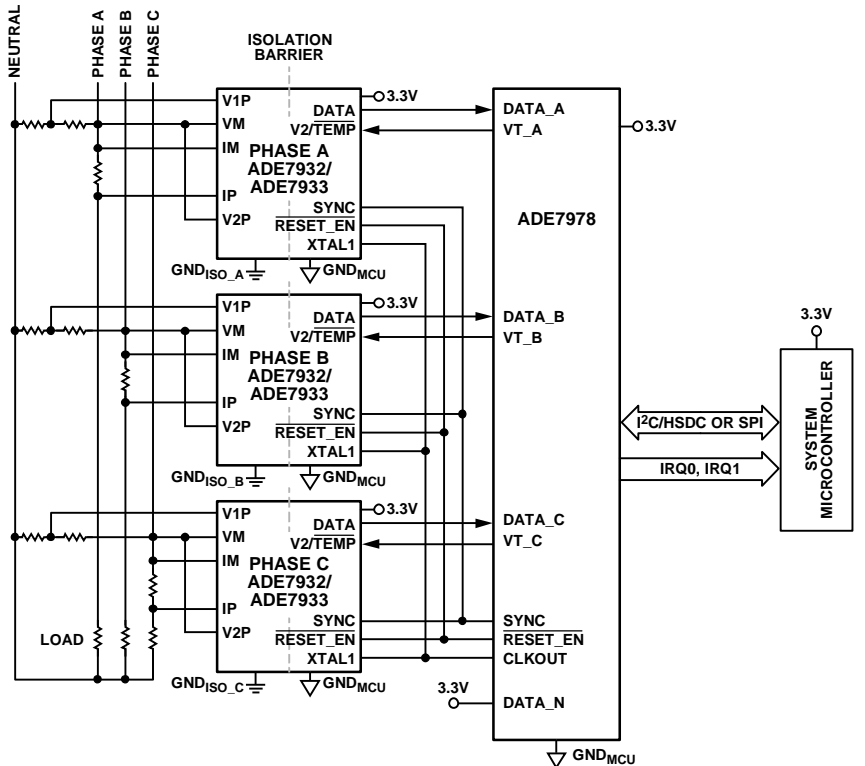 NEUTRAL
PHASE A
PHASE B
PHASE C
ISOLATION
BARRIER
V1P
VM
IM
IP
V2P
DATA
V2/TEMP
PHASE A
ADE7932/
ADE7933
SYNC
RESET_EN
XTAL1
3.3V
GNDISO_A
GNDMCU
V1P
VM
IM
IP
V2P
DATA
V2/TEMP
PHASE B
ADE7932/
ADE7933
SYNC
RESET_EN
XTAL1
3.3V
GNDISO_B
GNDMCU
V1P
VM
IM
IP
V2P
DATA
V2/TEMP
PHASE C
ADE7932/
ADE7933
SYNC
RESET_EN
XTAL1
3.3V
GNDISO_C
GNDMCU
LOAD
DATA_A
VT_A
3.3V
ADE7978
DATA_B
VT_B
DATA_C
VT_C
SYNC
RESET_EN
CLKOUT
3.3V
DATA_N
GNDMCU
I2C/HSDC OR SPI
IRQ0, IRQ1
3.3V
SYSTEM
MICROCONTROLLER